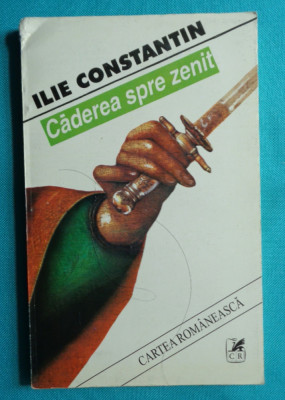 ILIE CONSTANTIN
Căderea spre zenit
CARTEA ROMÂNEASCĂ
C R